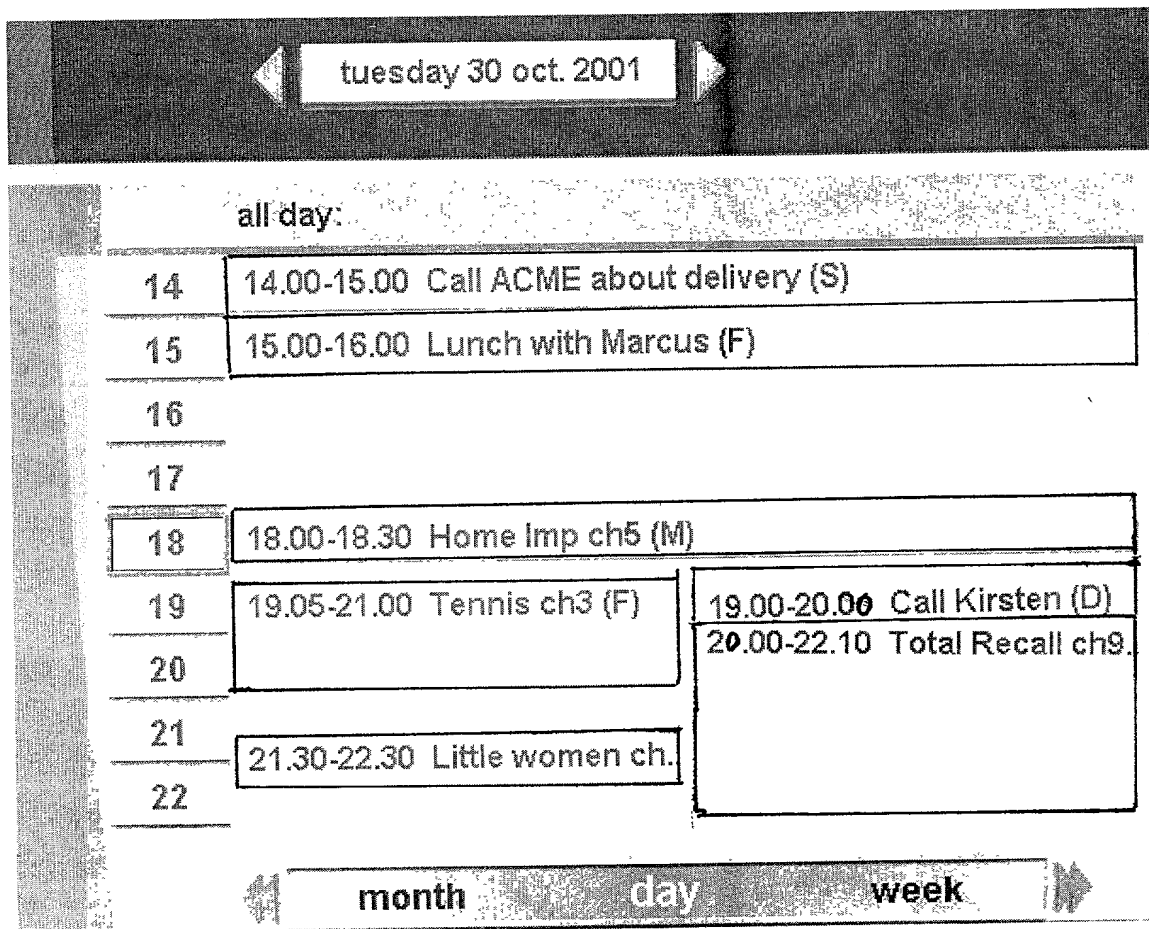 tuesday 30 oct. 2001
all day:
14 14.00-15.00 Call ACME about delivery (S)
15 15.00-16.00 Lunch with Marcus (F)
16
17
18 18.00-18.30 Home Imp ch5 (M)
19 19.05-21.00 Tennis ch3 (F) 19.00-20.00 Call Kirsten (D)
20 20.00-22.10 Total Recall ch9.
21
21.30-22.30 Little women ch.
22
month day week